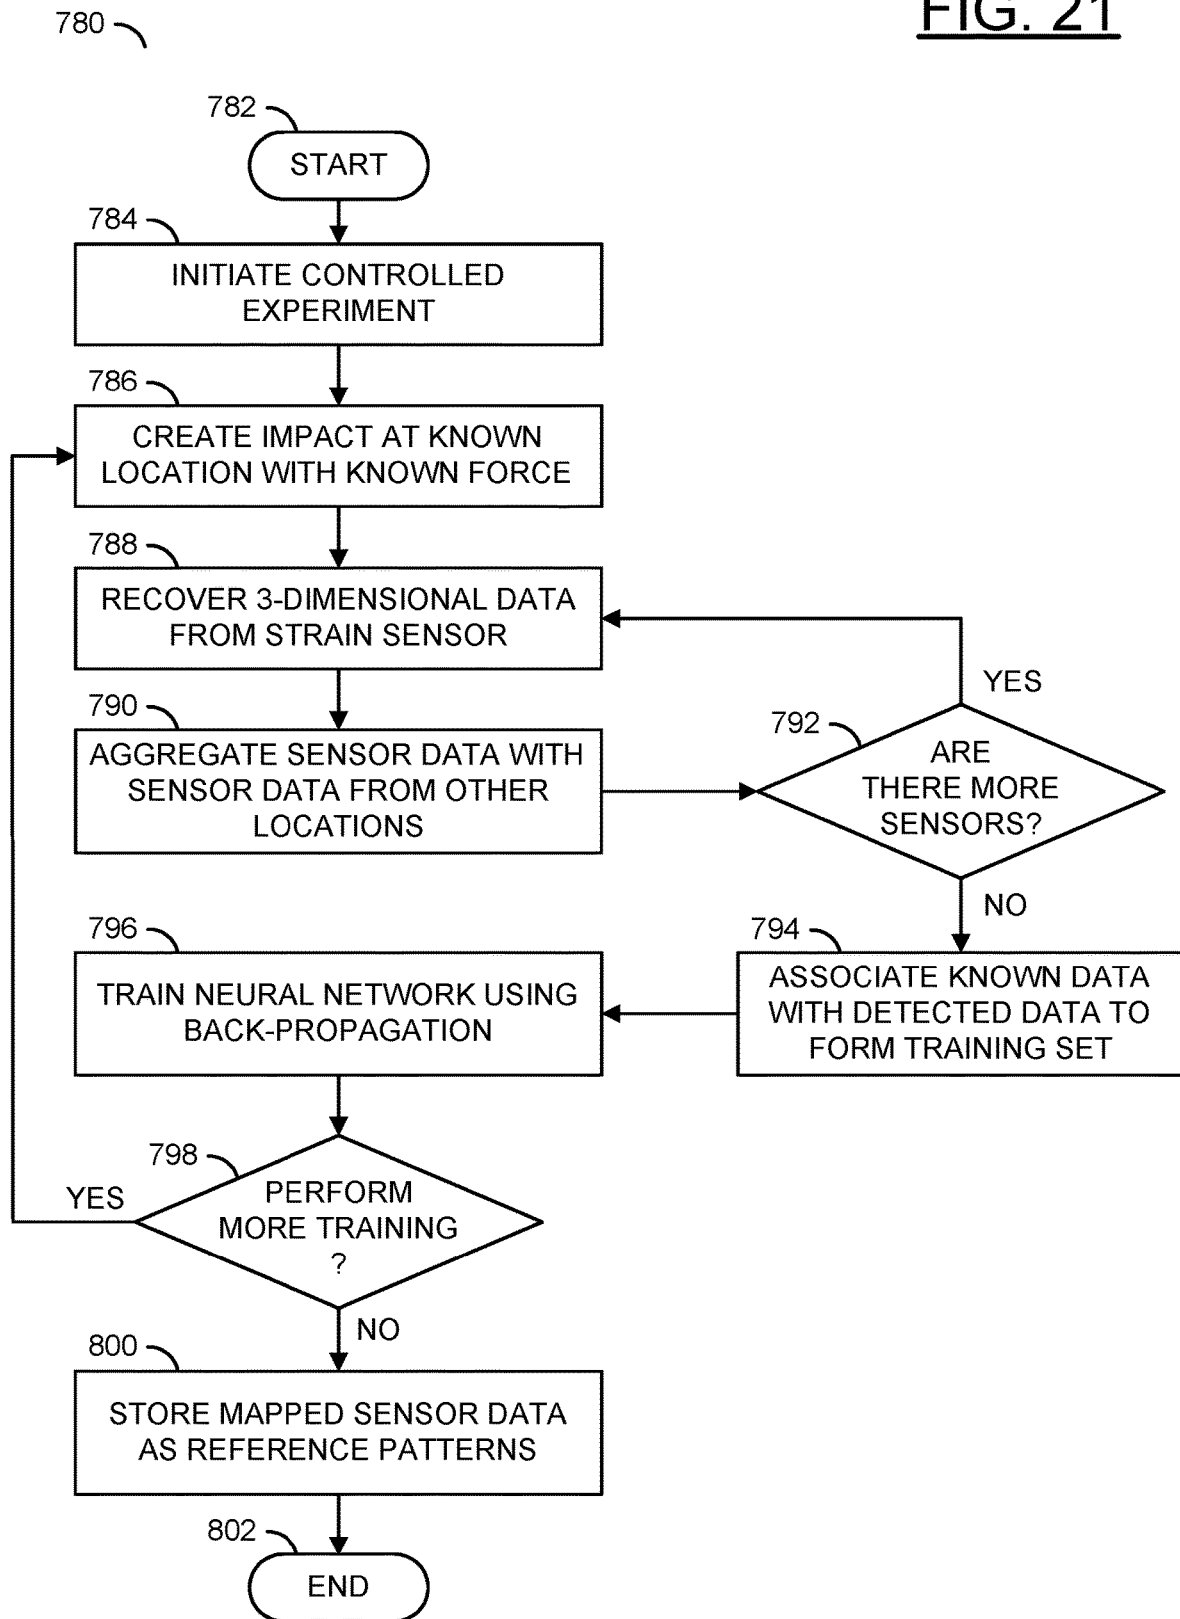 780
FIG. 21
782
START
784
INITIATE CONTROLLED
EXPERIMENT
786
CREATE IMPACT AT KNOWN
LOCATION WITH KNOWN FORCE
788
RECOVER 3-DIMENSIONAL DATA
FROM STRAIN SENSOR
YES
790
AGGREGATE SENSOR DATA WITH
SENSOR DATA FROM OTHER
LOCATIONS
792
ARE
THERE MORE
SENSORS?
NO
794
ASSOCIATE KNOWN DATA
WITH DETECTED DATA TO
FORM TRAINING SET
796
TRAIN NEURAL NETWORK USING
BACK-PROPAGATION
798
PERFORM
MORE TRAINING
?
YES
NO
800
STORE MAPPED SENSOR DATA
AS REFERENCE PATTERNS
802
END